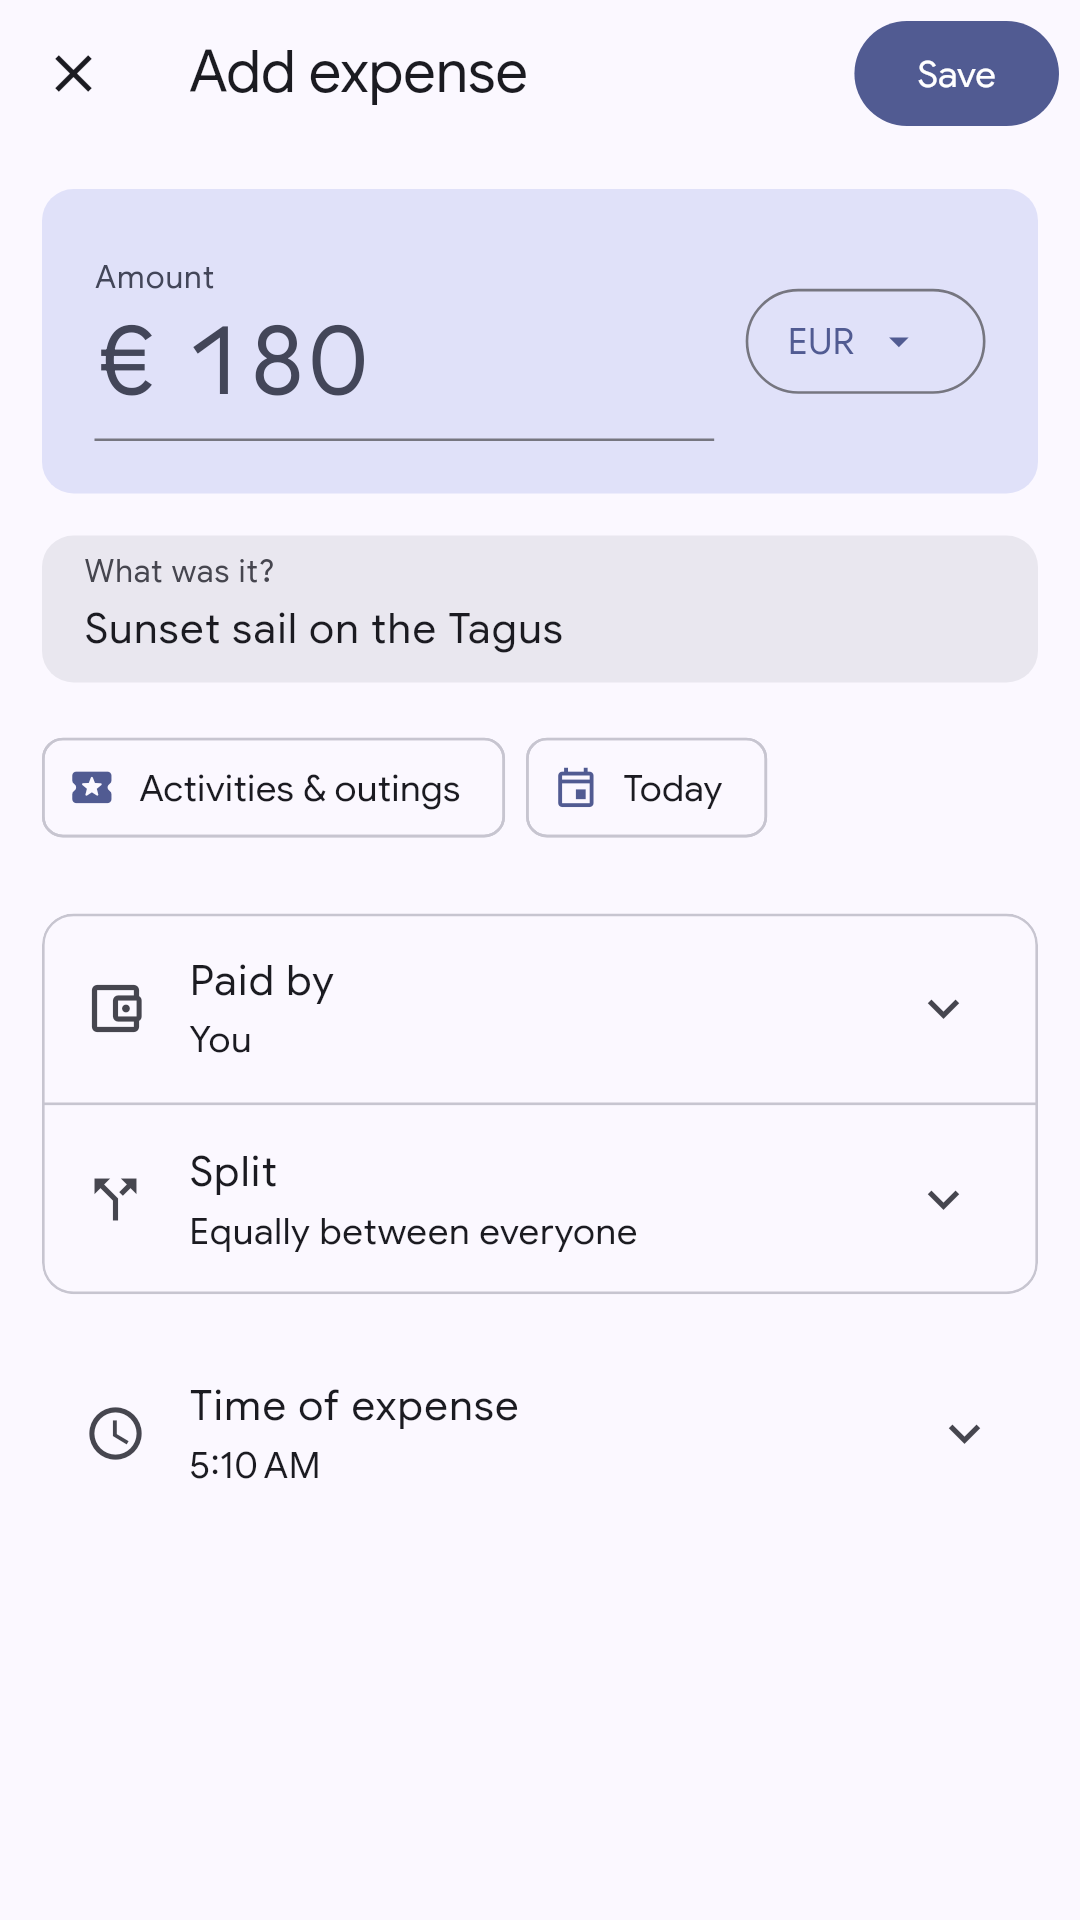 Add expense
Save
Amount
€ 180
EUR
What was it?
Sunset sail on the Tagus
Activities & outings
Today
Paid by
You
Split
Equally between everyone
Time of expense
5:10 AM